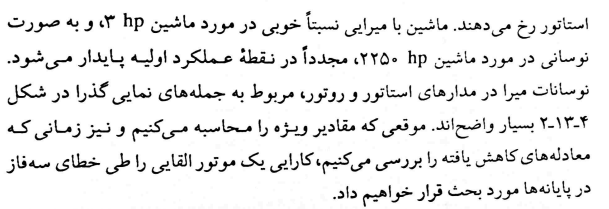 استاتور رخ می‌دهند. ماشین با میرایی نسبتاً خوبی در مورد ماشین ۳ hp، و به صورت
نوسانی در مورد ماشین ۲۲۵۰ hp، مجدداً در نقطهٔ عملکرد اولیه پایدار می‌شود.
نوسانات میرا در مدارهای استاتور و روتور، مربوط به جمله‌های نمایی گذرا در شکل
۴ـ۱۳ـ۲ بسیار واضح‌اند. موقعی که مقادیر ویژه را محاسبه می‌کنیم و نیز زمانی که
معادله‌های کاهش یافته را بررسی می‌کنیم، کارایی یک موتور القایی را طی خطای سه‌فاز
در پایانه‌ها مورد بحث قرار خواهیم داد.